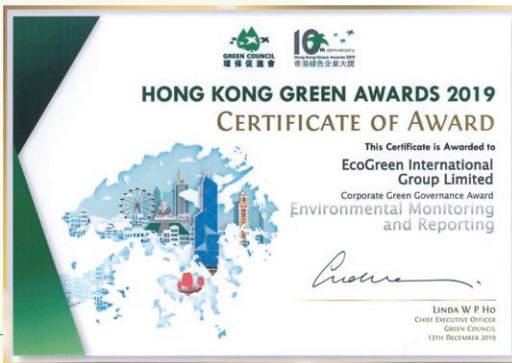 GREEN COUNCIL
環保促進會
10th anniversary
Hong Kong Green Awards 2019
香港綠色企業大獎
HONG KONG GREEN AWARDS 2019
CERTIFICATE OF AWARD
This Certificate is Awarded to
EcoGreen International
Group Limited
Corporate Green Governance Award
Environmental Monitoring
and Reporting
LINDA W P HO
CHIEF EXECUTIVE OFFICER
GREEN COUNCIL
13TH DECEMBER 2019